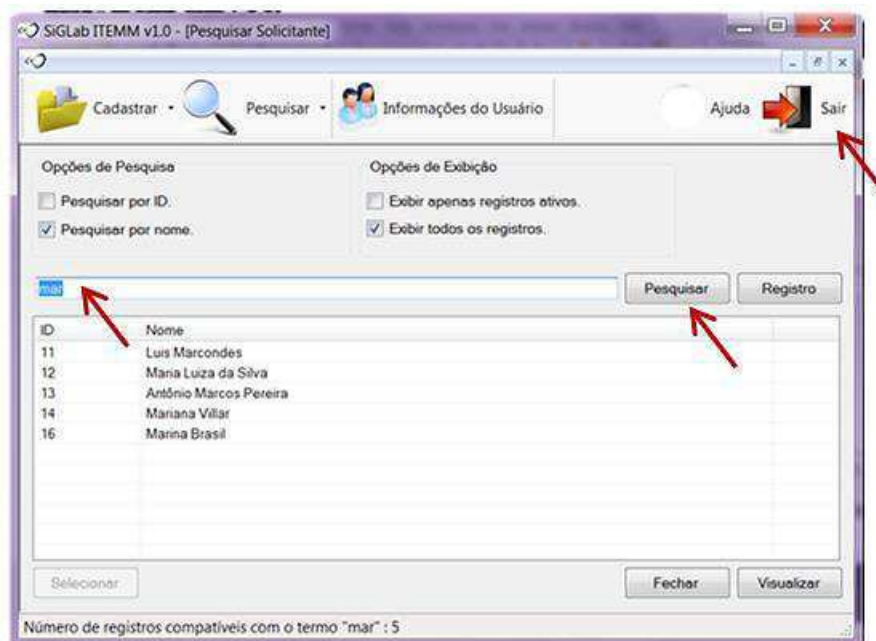 SiGLab ITEMM v1.0 - [Pesquisar Solicitante]
Cadastrar Pesquisar Informações do Usuário Ajuda Sair
Opções de Pesquisa Opções de Exibição
Pesquisar por ID. Exibir apenas registros ativos.
Pesquisar por nome. Exibir todos os registros.
mar Pesquisar Registro
ID Nome
11 Luis Marcondes
12 Maria Luiza da Silva
13 Antônio Marcos Pereira
14 Mariana Villar
16 Marina Brasil
Selecionar Fechar Visualizar
Número de registros compatíveis com o termo "mar" : 5